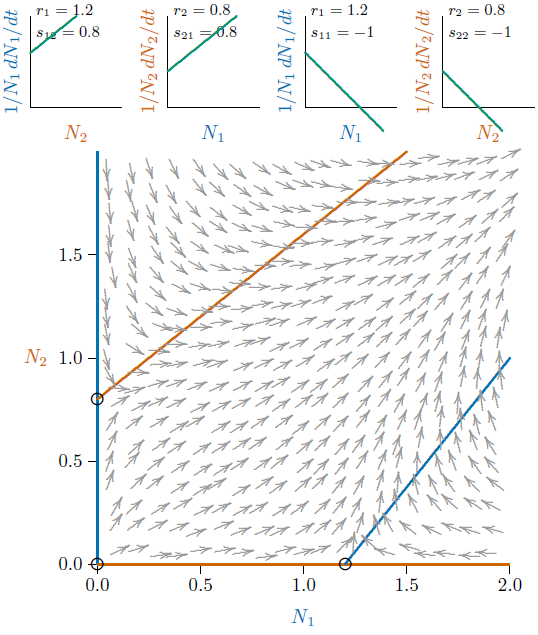 r₁ = 1.2
s₁₂ = 0.8
1/N₁ dN₁/dt
N₂
r₂ = 0.8
s₂₁ = 0.8
1/N₂ dN₂/dt
N₁
r₁ = 1.2
s₁₁ = −1
1/N₁ dN₁/dt
N₁
r₂ = 0.8
s₂₂ = −1
1/N₂ dN₂/dt
N₂
1.5
1.0
0.5
0.0
N₂
0.0 0.5 1.0 1.5 2.0
N₁